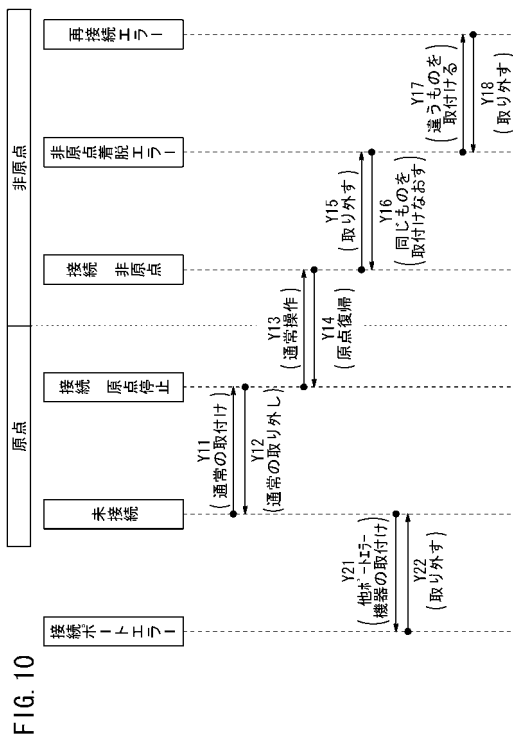 FIG. 10
原点
非原点
接続ポートエラー
未接続
接続 原点停止
接続 非原点
非原点着脱エラー
再接続エラー
Y11
(通常の取付け)
Y12
(通常の取り外し)
Y13
(通常操作)
Y14
(原点復帰)
Y15
(取り外す)
Y16
(同じものを
取付けなおす)
Y17
(違うものを
取付ける)
Y18
(取り外す)
Y21
(他ポートエラー
機器の取付け)
Y22
(取り外す)